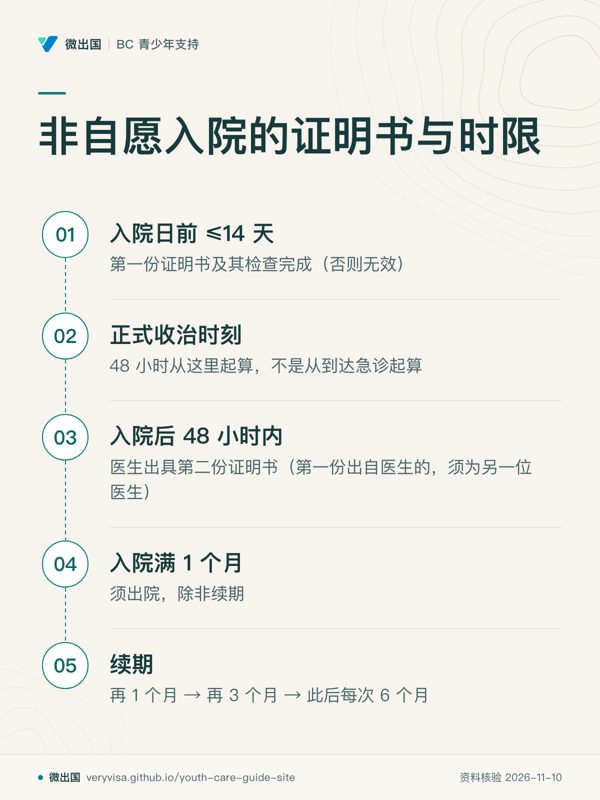 微出国 | BC 青少年支持
非自愿入院的证明书与时限
01
入院日前 ≤14 天
第一份证明书及其检查完成（否则无效）
02
正式收治时刻
48 小时从这里起算，不是从到达急诊起算
03
入院后 48 小时内
医生出具第二份证明书（第一份出自医生的，须为另一位
医生）
04
入院满 1 个月
须出院，除非续期
05
续期
再 1 个月 → 再 3 个月 → 此后每次 6 个月
微出国 veryvisa.github.io/youth-care-guide-site
资料核验 2026-11-10